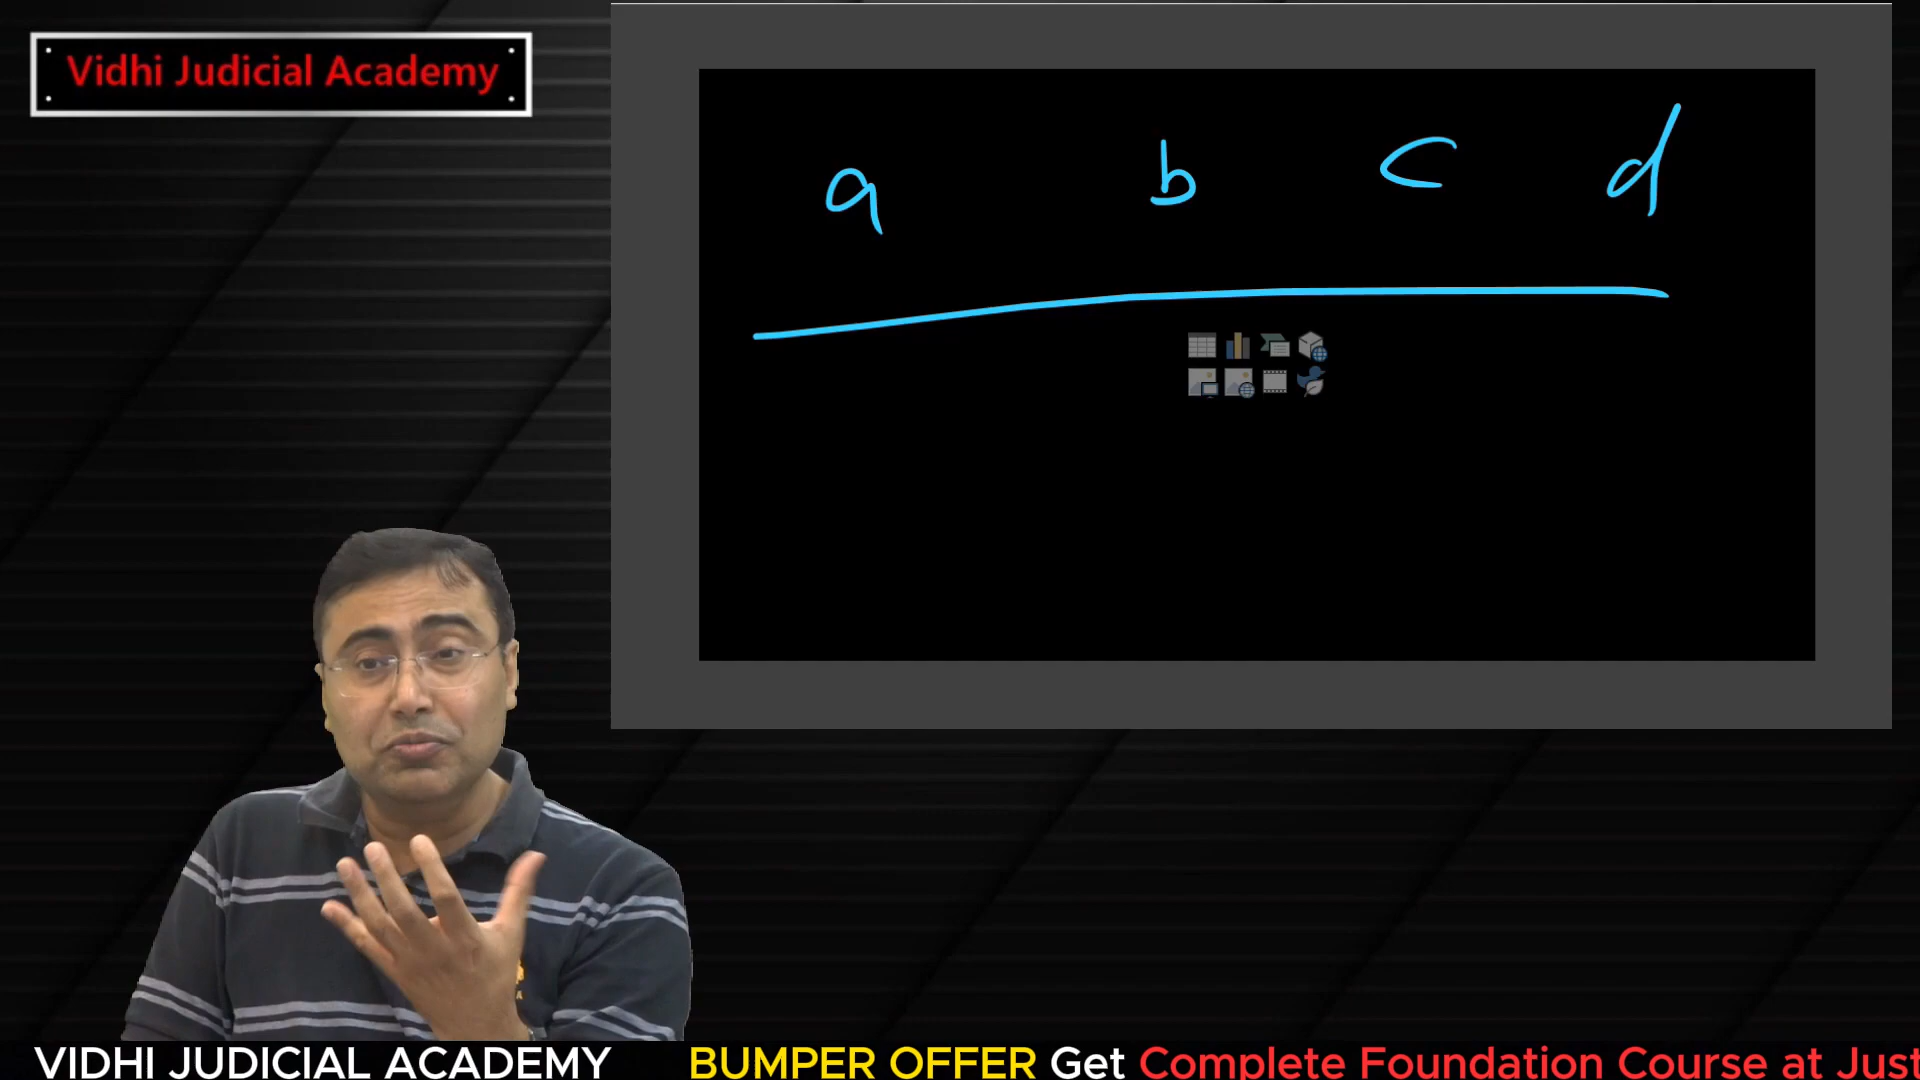 Vidhi Judicial Academy
a b c d
VIDHI JUDICIAL ACADEMY BUMPER OFFER Get Complete Foundation Course at Just